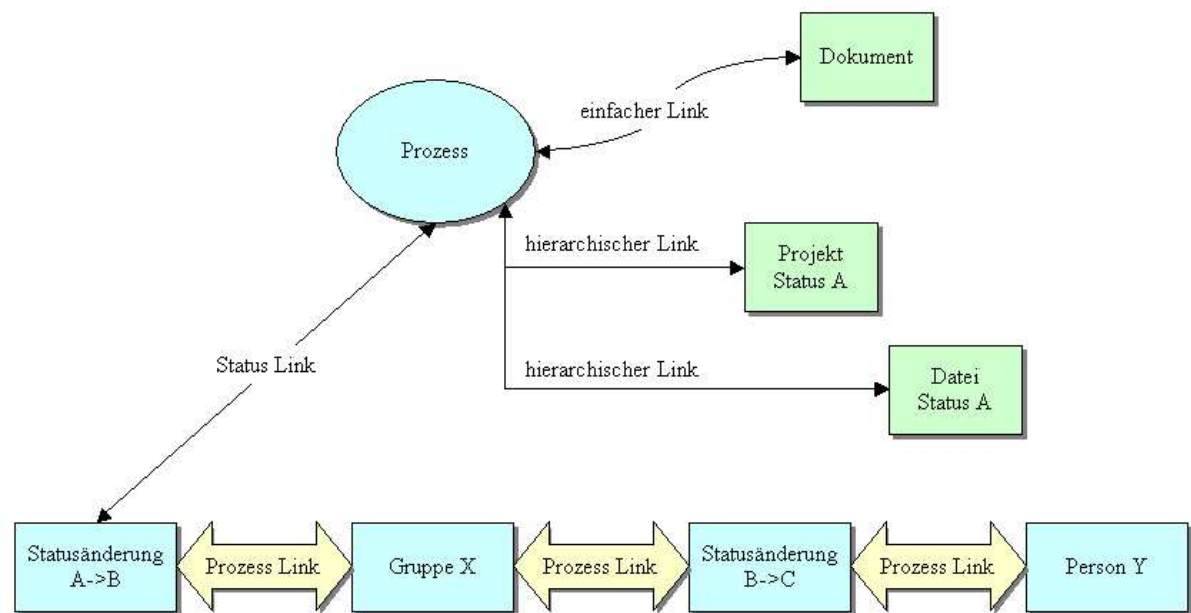 Dokument
einfacher Link
Prozess
hierarchischer Link
Projekt
Status A
Status Link
hierarchischer Link
Datei
Status A
Statusänderung
A->B
Prozess Link
Gruppe X
Prozess Link
Statusänderung
B->C
Prozess Link
Person Y